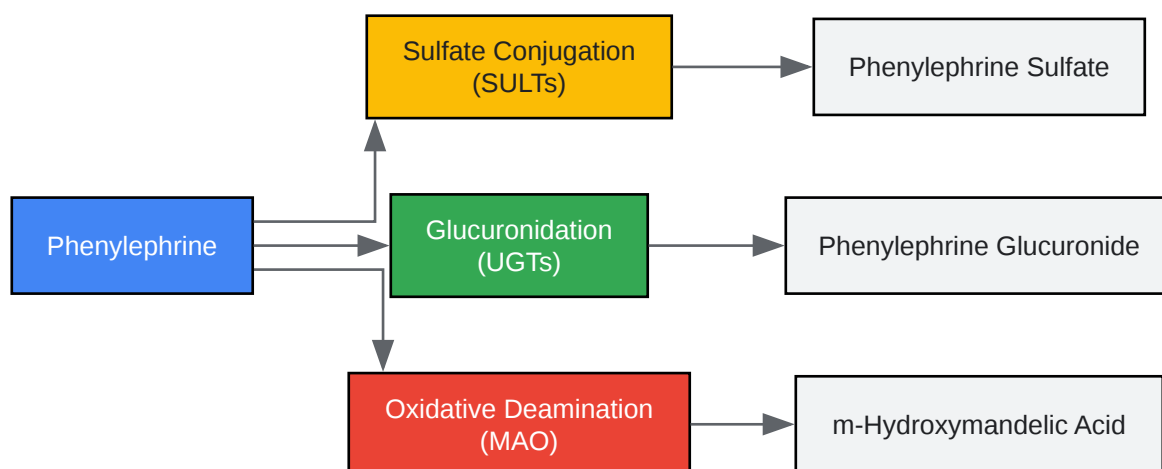 Sulfate Conjugation
(SULTs)
Phenylephrine Sulfate
Phenylephrine
Glucuronidation
(UGTs)
Phenylephrine Glucuronide
Oxidative Deamination
(MAO)
m-Hydroxymandelic Acid